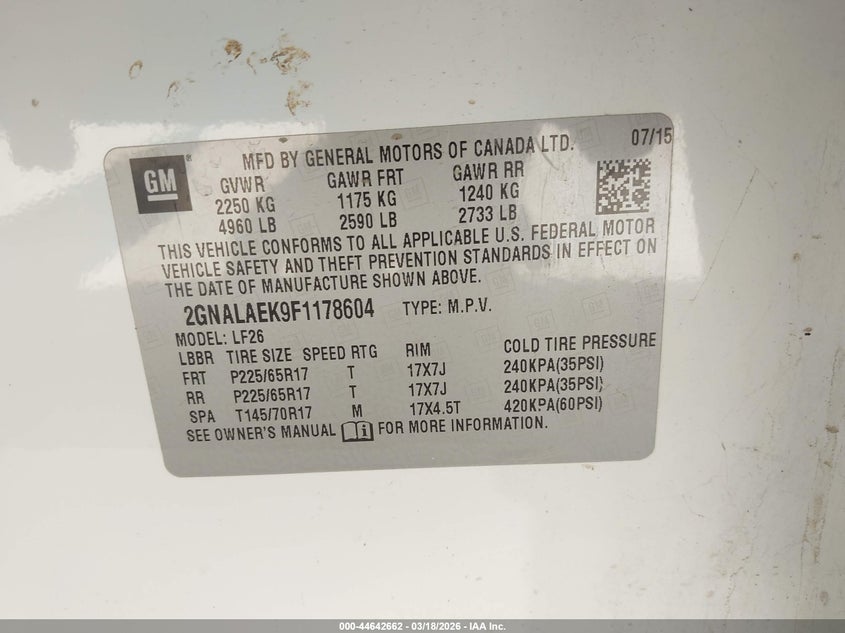 GM ®
MFD BY GENERAL MOTORS OF CANADA LTD. 07/15
GVWR GAWR FRT GAWR RR
2250 KG 1175 KG 1240 KG
4960 LB 2590 LB 2733 LB
THIS VEHICLE CONFORMS TO ALL APPLICABLE U.S. FEDERAL MOTOR
VEHICLE SAFETY AND THEFT PREVENTION STANDARDS IN EFFECT ON
THE DATE OF MANUFACTURE SHOWN ABOVE.
2GNALAEK9F1178604 TYPE: M.P.V.
MODEL: LF26
LBBR TIRE SIZE SPEED RTG RIM COLD TIRE PRESSURE
FRT P225/65R17 T 17X7J 240KPA(35PSI)
RR P225/65R17 T 17X7J 240KPA(35PSI)
SPA T145/70R17 M 17X4.5T 420KPA(60PSI)
SEE OWNER'S MANUAL i FOR MORE INFORMATION.
000-44642662 - 03/18/2026 - IAA Inc.